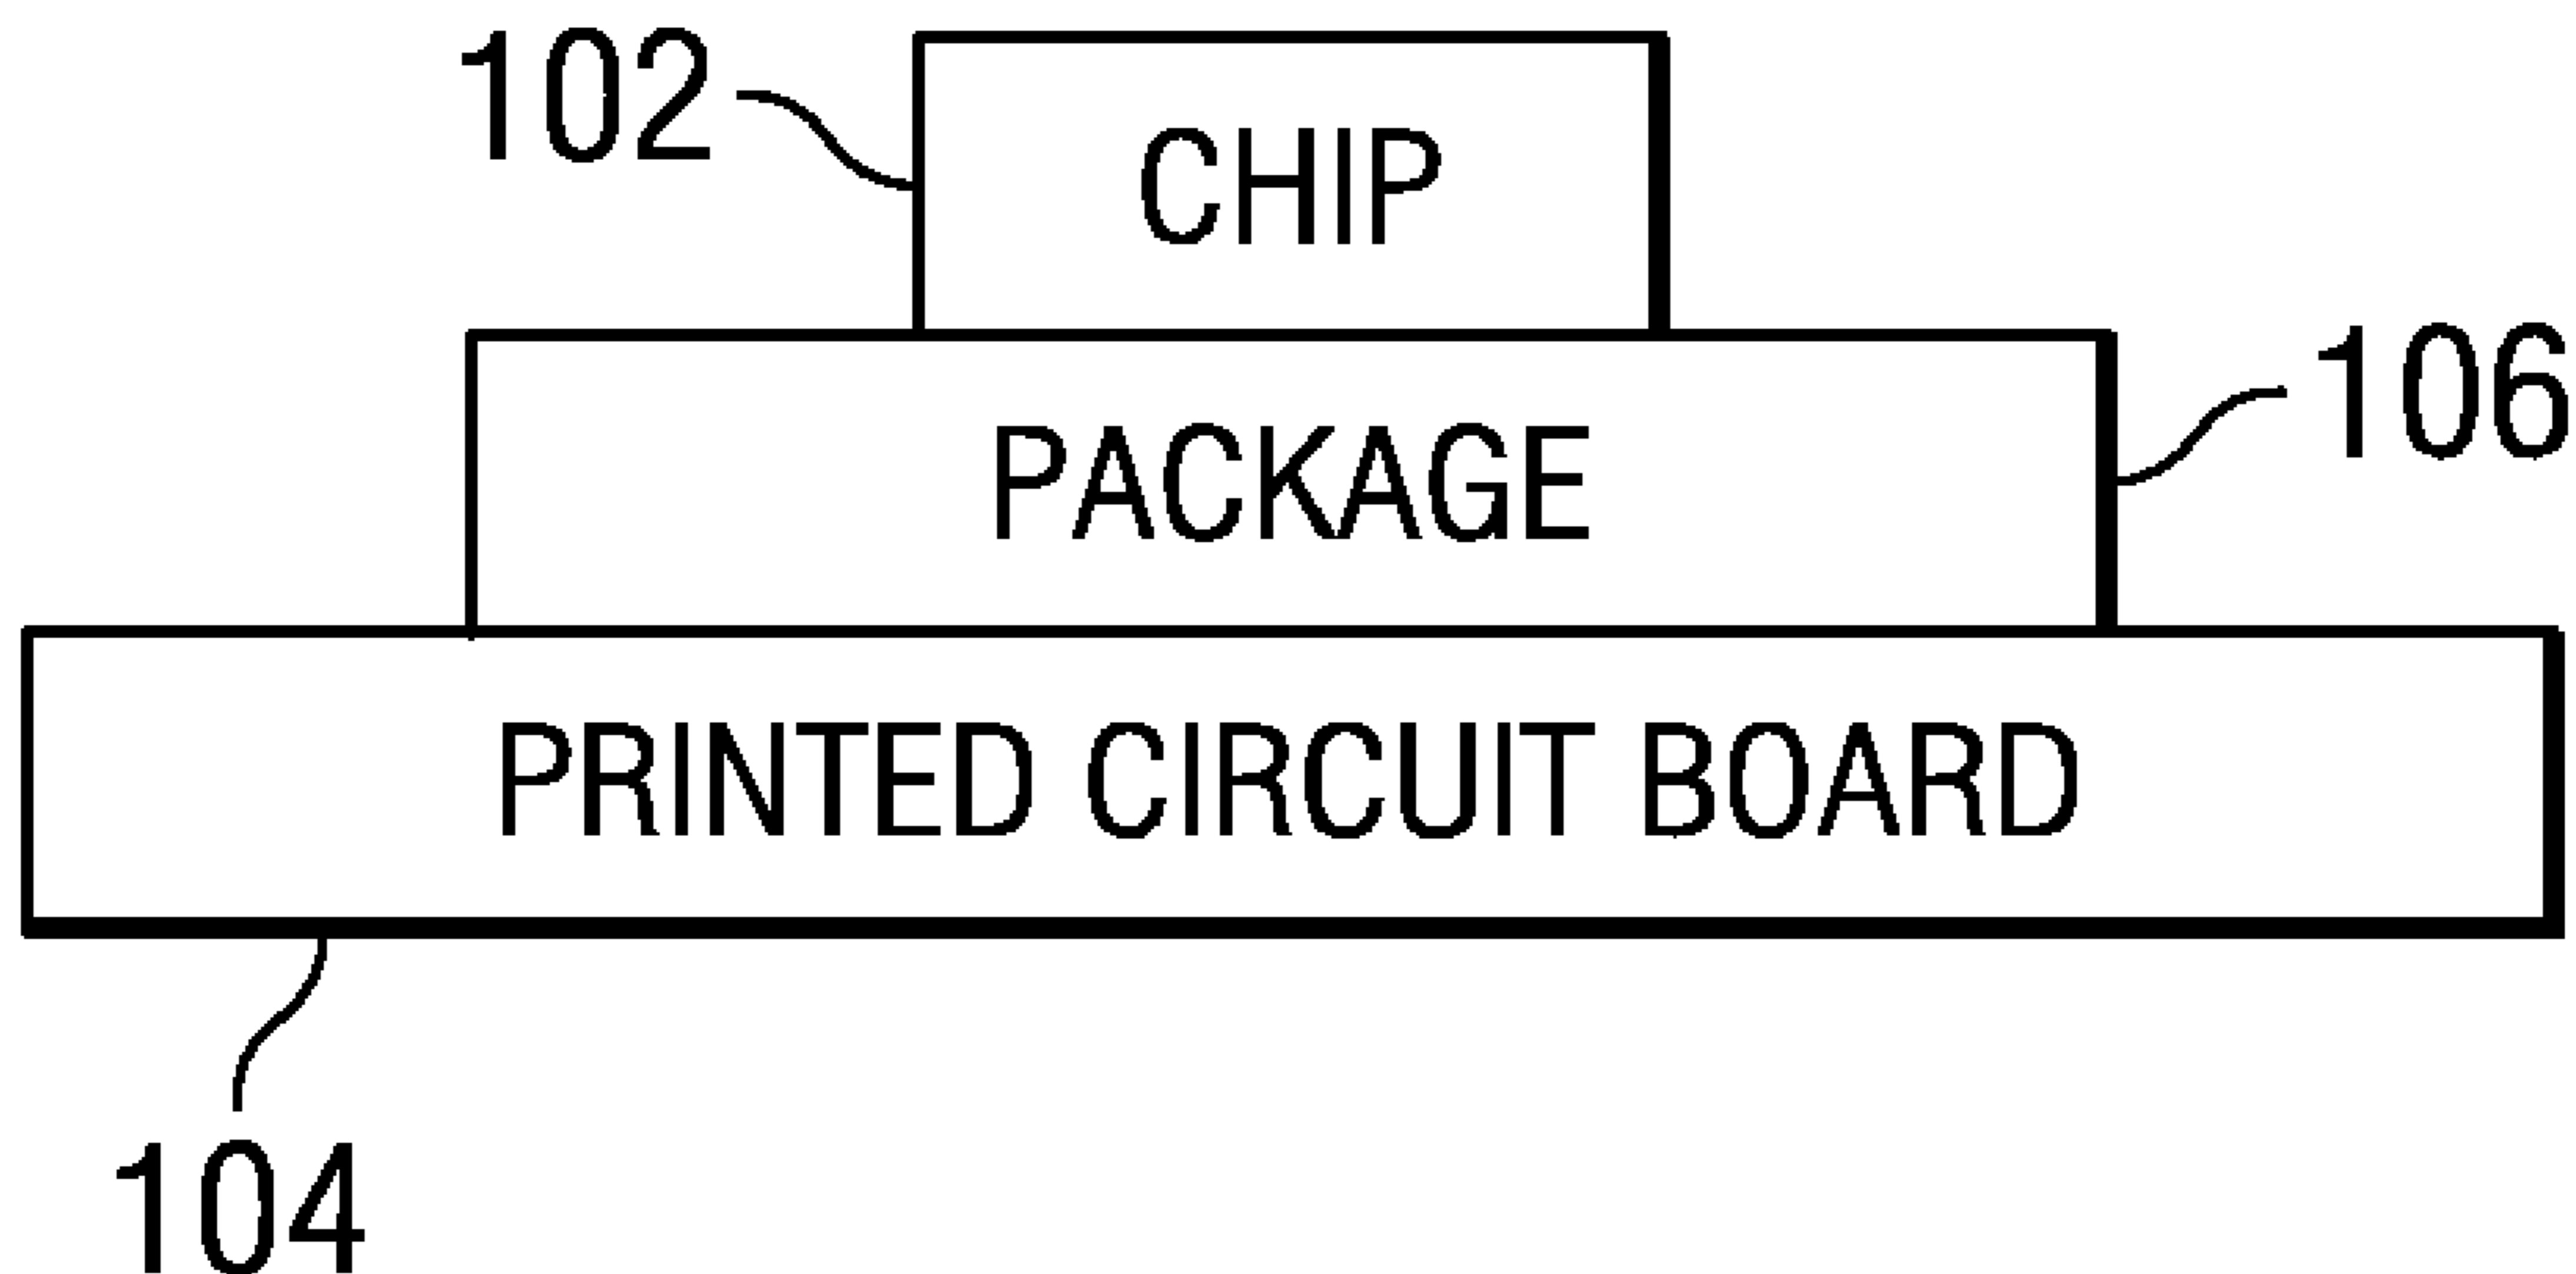 102
CHIP
106
PACKAGE
PRINTED CIRCUIT BOARD
104